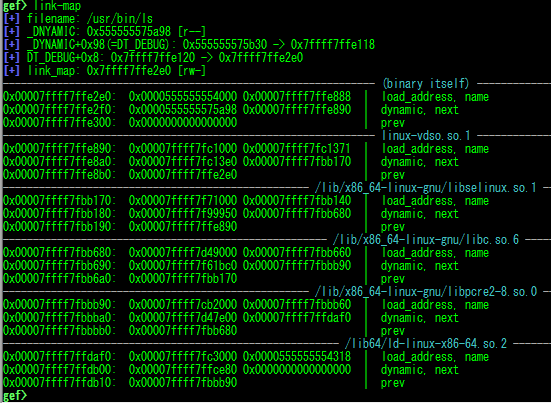 gef> link-map
[+] filename: /usr/bin/ls
[+] _DNYAMIC: 0x555555575a98 [r--]
[+] _DYNAMIC+0x98(=DT_DEBUG): 0x555555575b30 -> 0x7ffff7ffe118
[+] DT_DEBUG+0x8: 0x7ffff7ffe120 -> 0x7ffff7ffe2e0
[+] link_map: 0x7ffff7ffe2e0 [rw-]
(binary itself)
0x00007ffff7ffe2e0: 0x0000555555554000 0x00007ffff7ffe888 | load_address, name
0x00007ffff7ffe2f0: 0x0000555555575a98 0x00007ffff7ffe890 | dynamic, next
0x00007ffff7ffe300: 0x0000000000000000 | prev
linux-vdso.so.1
0x00007ffff7ffe890: 0x00007ffff7fc1000 0x00007ffff7fc1371 | load_address, name
0x00007ffff7ffe8a0: 0x00007ffff7fc13e0 0x00007ffff7fbb170 | dynamic, next
0x00007ffff7ffe8b0: 0x00007ffff7ffe2e0 | prev
/lib/x86_64-linux-gnu/libselinux.so.1
0x00007ffff7fbb170: 0x00007ffff7f71000 0x00007ffff7fbb140 | load_address, name
0x00007ffff7fbb180: 0x00007ffff7f99950 0x00007ffff7fbb680 | dynamic, next
0x00007ffff7fbb190: 0x00007ffff7ffe890 | prev
/lib/x86_64-linux-gnu/libc.so.6
0x00007ffff7fbb680: 0x00007ffff7d49000 0x00007ffff7fbb660 | load_address, name
0x00007ffff7fbb690: 0x00007ffff7f61bc0 0x00007ffff7fbbb90 | dynamic, next
0x00007ffff7fbb6a0: 0x00007ffff7fbb170 | prev
/lib/x86_64-linux-gnu/libpcre2-8.so.0
0x00007ffff7fbbb90: 0x00007ffff7cb2000 0x00007ffff7fbbb60 | load_address, name
0x00007ffff7fbbba0: 0x00007ffff7d47e00 0x00007ffff7ffdaf0 | dynamic, next
0x00007ffff7fbbbb0: 0x00007ffff7fbb680 | prev
/lib64/ld-linux-x86-64.so.2
0x00007ffff7ffdaf0: 0x00007ffff7fc3000 0x0000555555554318 | load_address, name
0x00007ffff7ffdb00: 0x00007ffff7ffce80 0x0000000000000000 | dynamic, next
0x00007ffff7ffdb10: 0x00007ffff7fbbb90 | prev
gef>